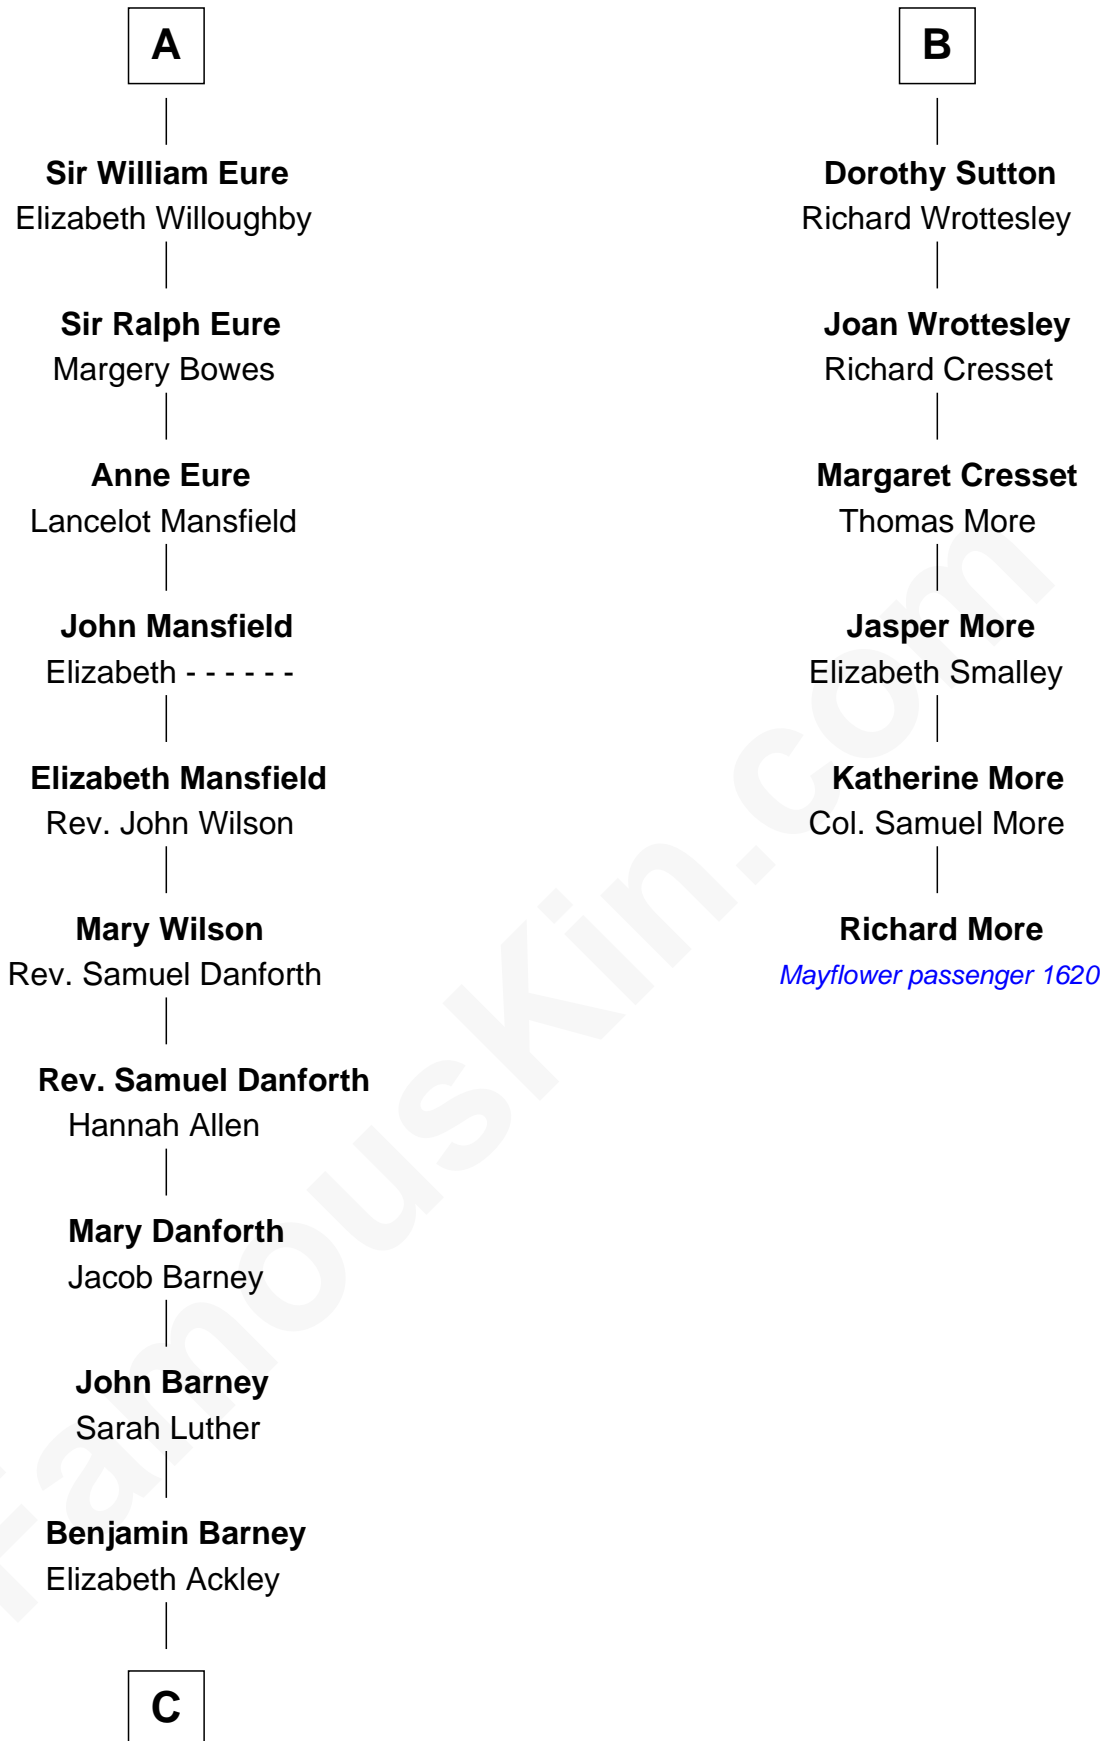 A
Sir William Eure
Elizabeth Willoughby
Sir Ralph Eure
Margery Bowes
Anne Eure
Lancelot Mansfield
John Mansfield
Elizabeth - - - - - -
Elizabeth Mansfield
Rev. John Wilson
Mary Wilson
Rev. Samuel Danforth
Rev. Samuel Danforth
Hannah Allen
Mary Danforth
Jacob Barney
John Barney
Sarah Luther
Benjamin Barney
Elizabeth Ackley
C
B
Dorothy Sutton
Richard Wrottesley
Joan Wrottesley
Richard Cresset
Margaret Cresset
Thomas More
Jasper More
Elizabeth Smalley
Katherine More
Col. Samuel More
Richard More
Mayflower passenger 1620
FamousKin.com